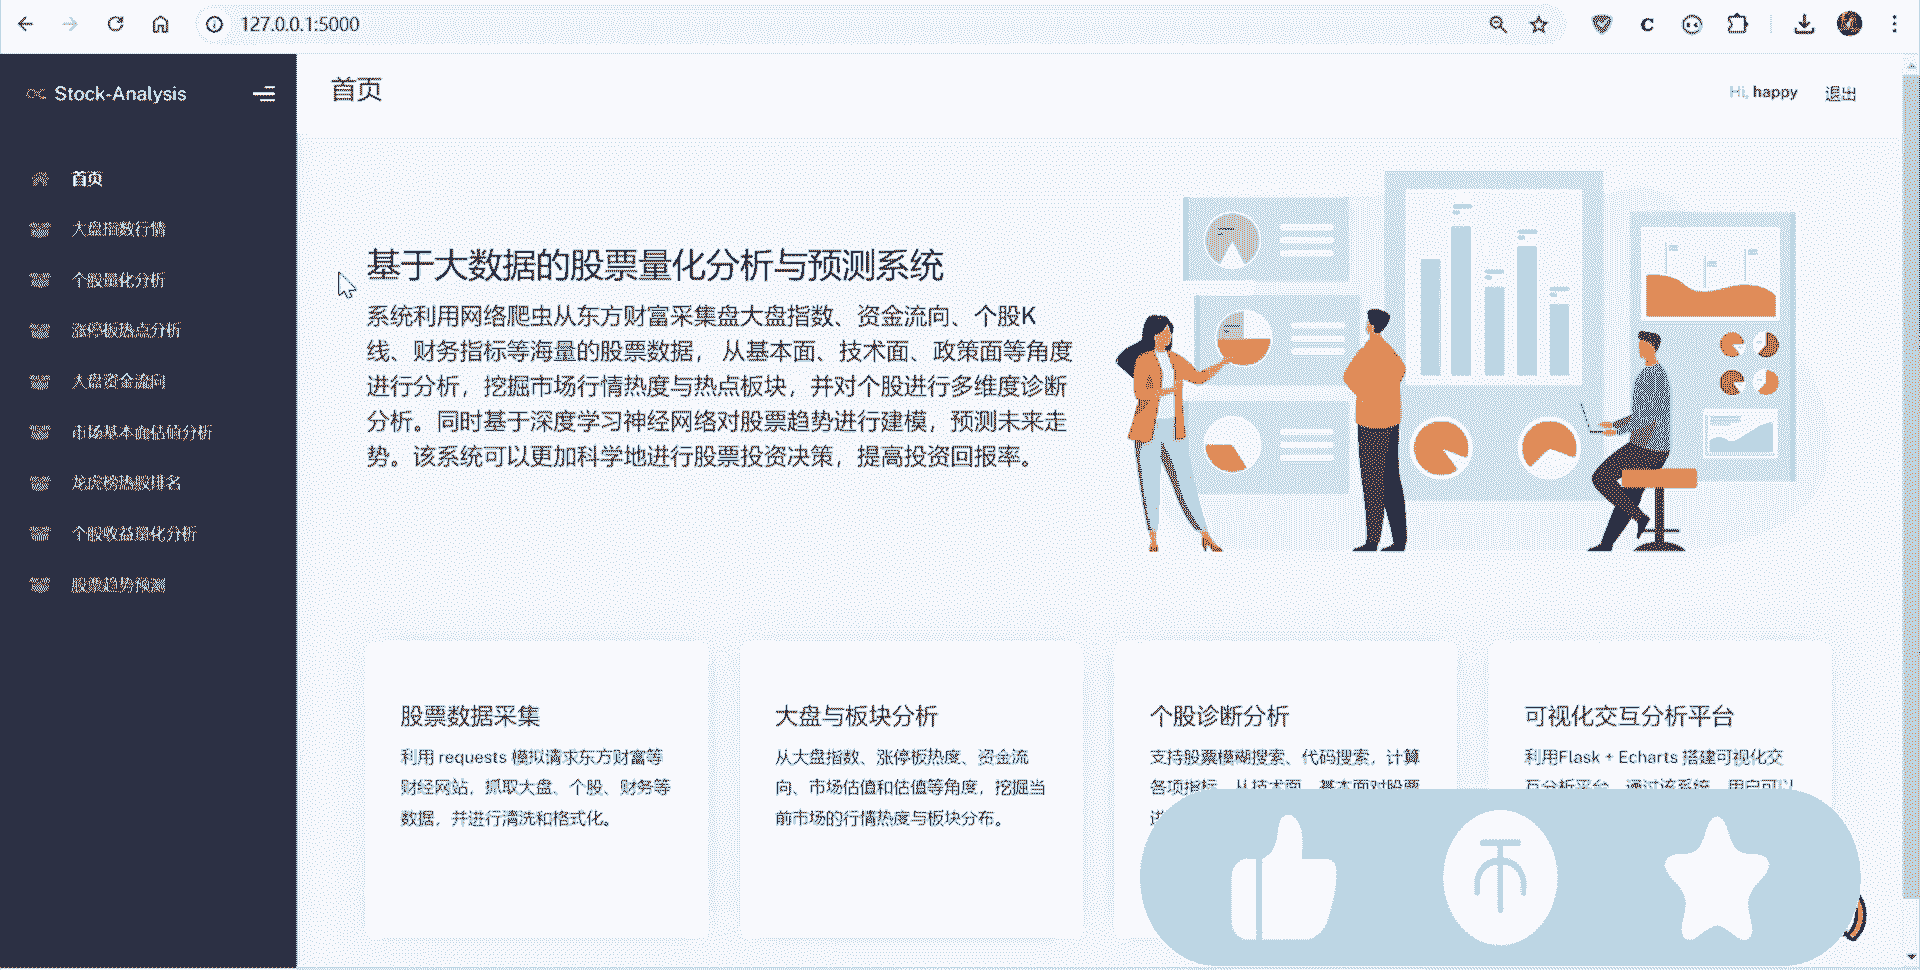 127.0.0.1:5000
Stock-Analysis
首页
Hi, happy
退出
首页
大盘指数行情
个股量化分析
涨停板热点分析
大盘资金流向
市场基本面估值分析
龙虎榜热股排名
个股收益量化分析
股票趋势预测
基于大数据的股票量化分析与预测系统
系统利用网络爬虫从东方财富采集盘大盘指数、资金流向、个股K
线、财务指标等海量的股票数据， 从基本面、技术面、政策面等角度
进行分析，挖掘市场行情热度与热点板块，并对个股进行多维度诊断
分析。同时基于深度学习神经网络对股票趋势进行建模，预测未来走
势。该系统可以更加科学地进行股票投资决策，提高投资回报率。
股票数据采集
利用 requests 模拟请求东方财富等
财经网站，抓取大盘、个股、财务等
数据，并进行清洗和格式化。
大盘与板块分析
从大盘指数、涨停板热度、资金流
向、市场估值和估值等角度，挖掘当
前市场的行情热度与板块分布。
个股诊断分析
支持股票模糊搜索、代码搜索，计算
各项指标，从技术面、基本面对股票
可视化交互分析平台
利用Flask + Echarts 搭建可视化交
互分析平台，通过该系统，用户可以